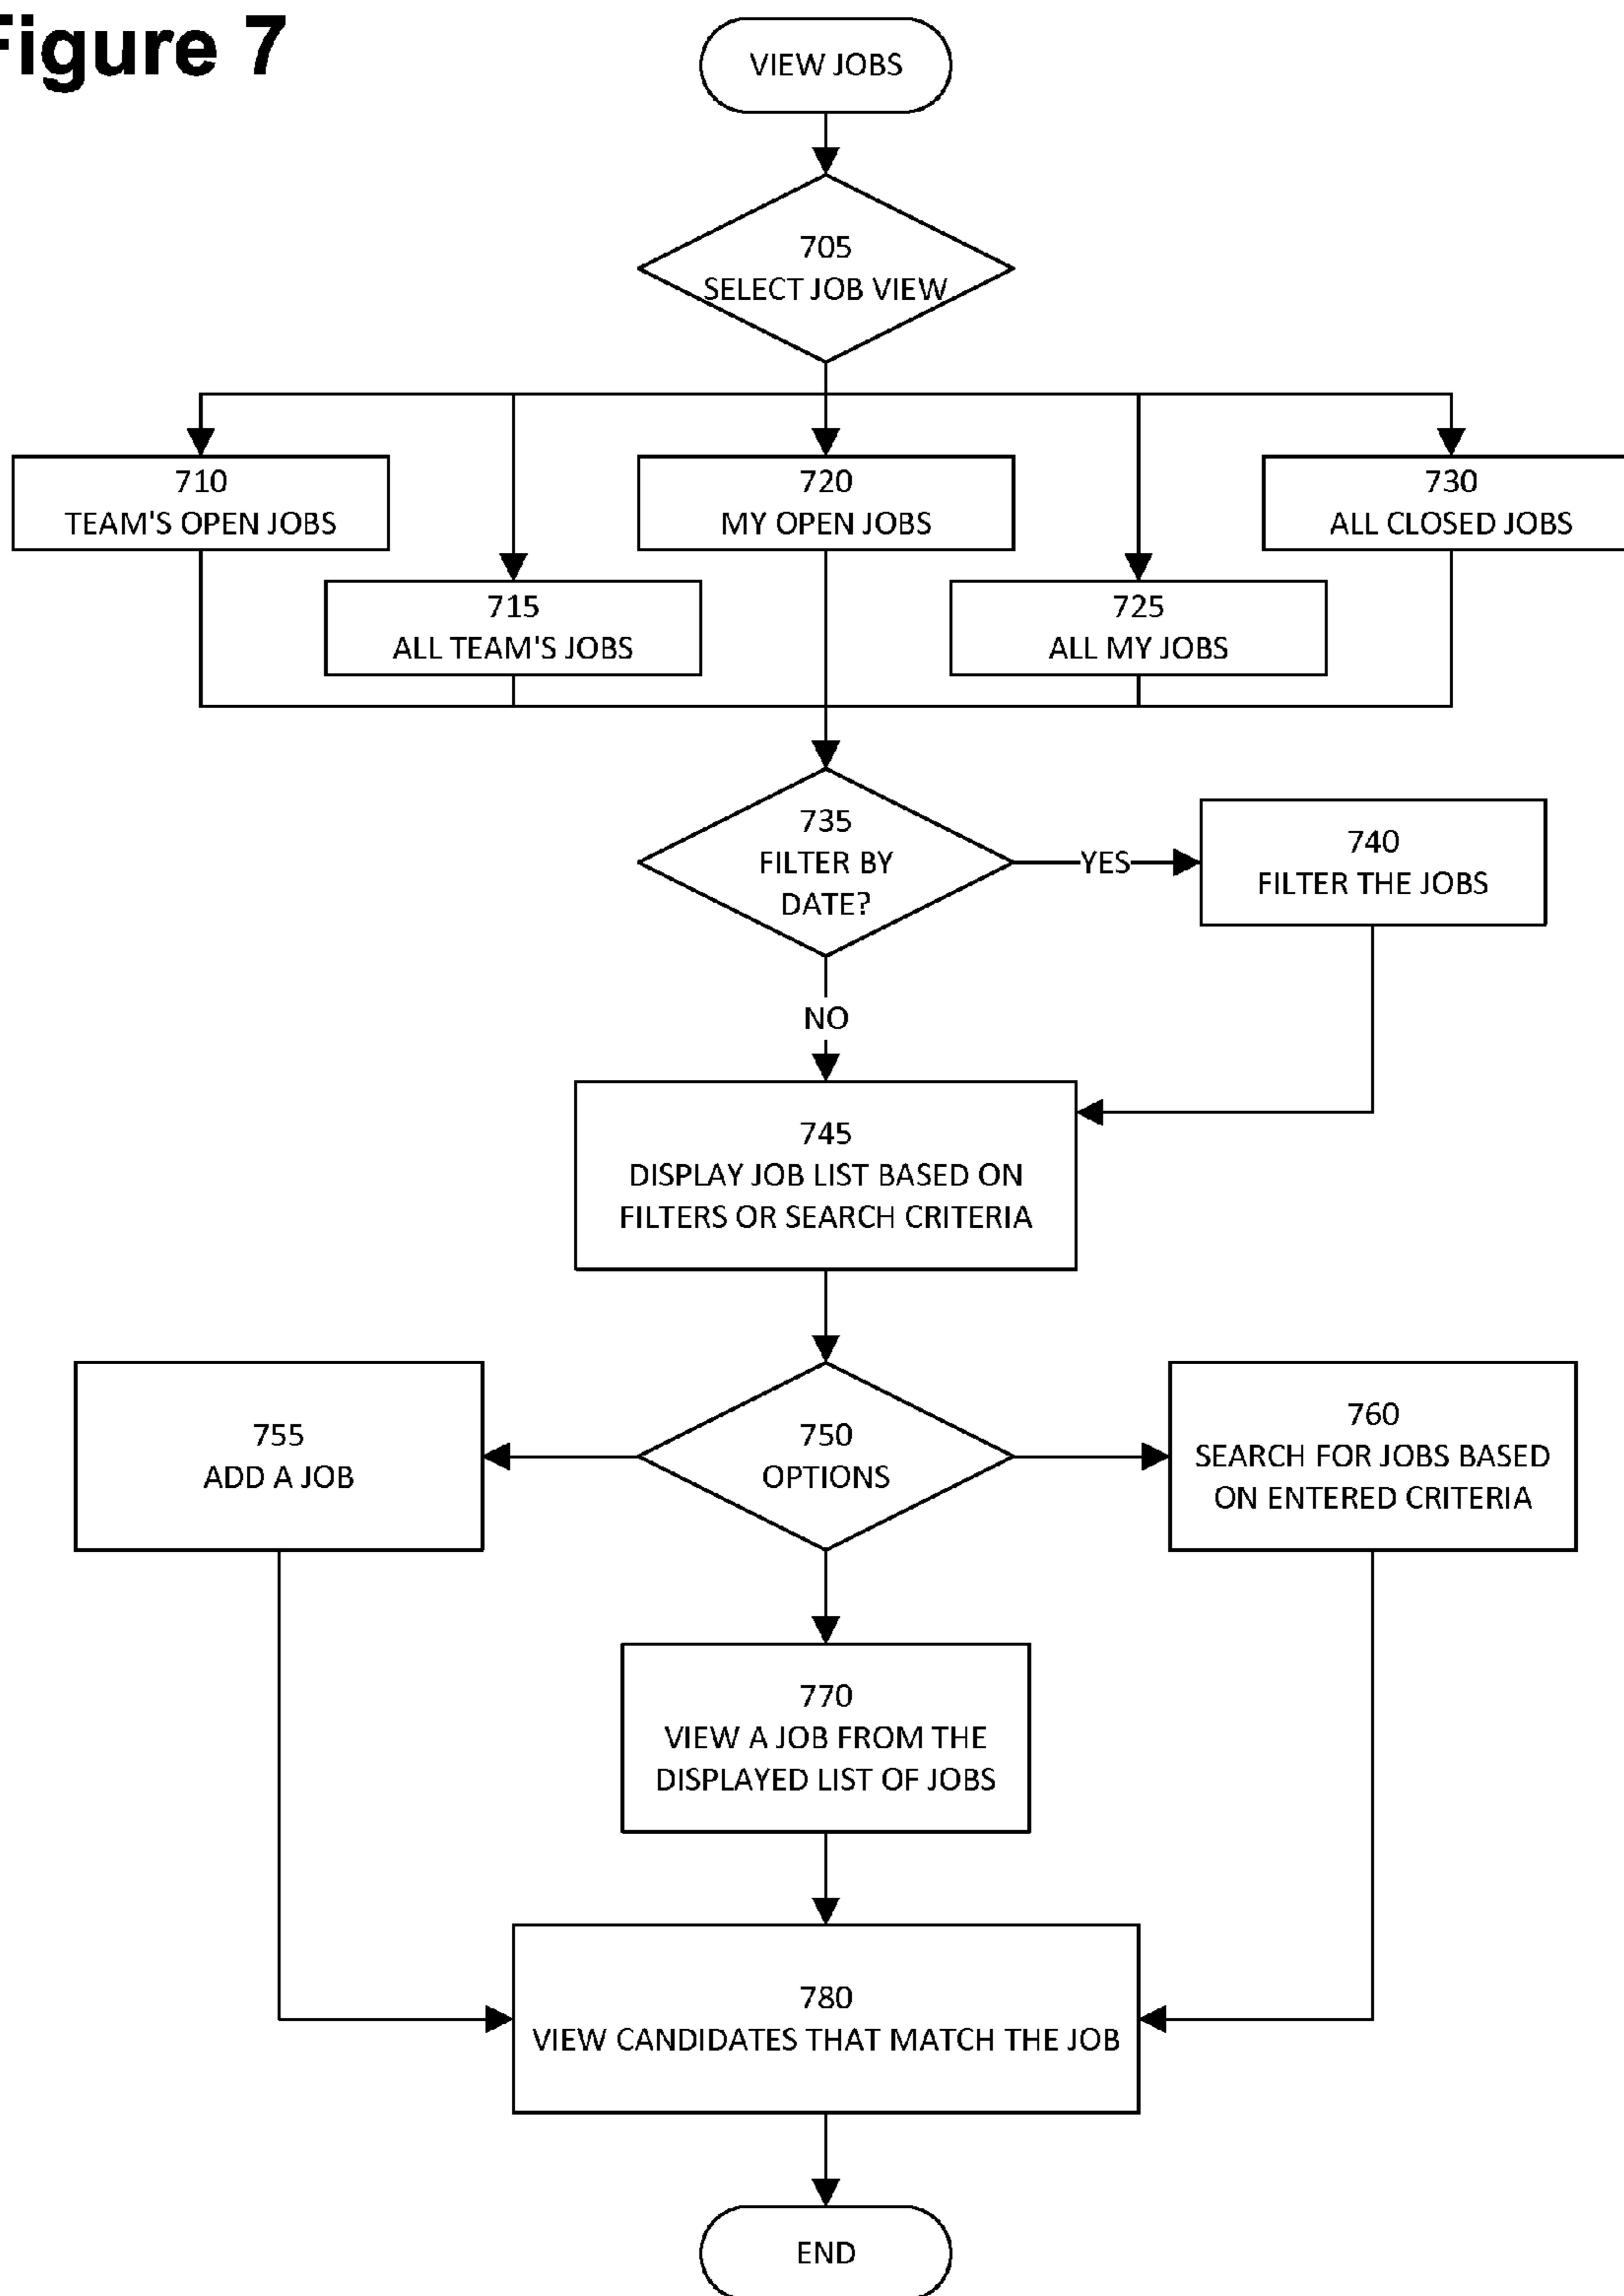 Figure 7
VIEW JOBS
705
SELECT JOB VIEW
710
TEAM'S OPEN JOBS
720
MY OPEN JOBS
730
ALL CLOSED JOBS
715
ALL TEAM'S JOBS
725
ALL MY JOBS
735
FILTER BY
DATE?
YES
740
FILTER THE JOBS
NO
745
DISPLAY JOB LIST BASED ON
FILTERS OR SEARCH CRITERIA
755
ADD A JOB
750
OPTIONS
760
SEARCH FOR JOBS BASED
ON ENTERED CRITERIA
770
VIEW A JOB FROM THE
DISPLAYED LIST OF JOBS
780
VIEW CANDIDATES THAT MATCH THE JOB
END